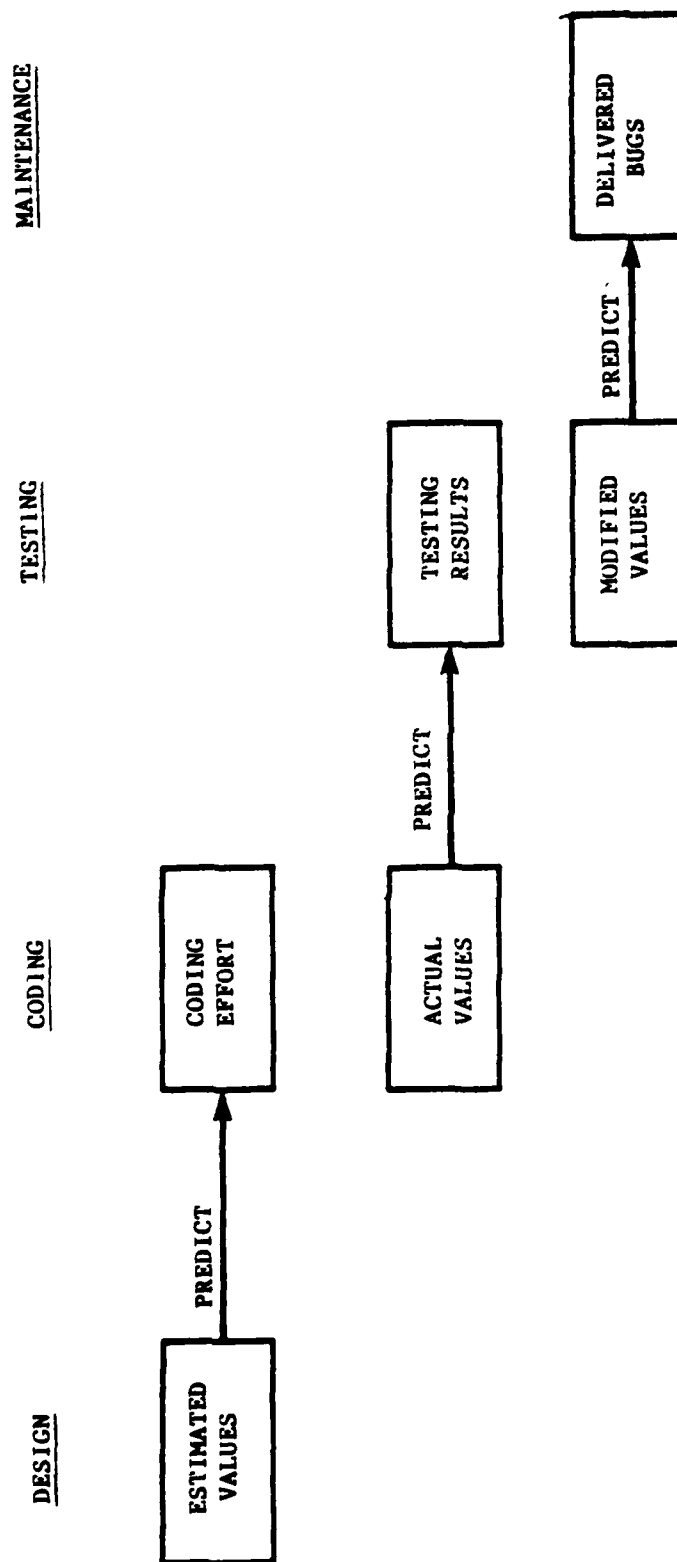 DESIGN
CODING
TESTING
MAINTENANCE
ESTIMATED
VALUES
PREDICT
CODING
EFFORT
ACTUAL
VALUES
PREDICT
TESTING
RESULTS
MODIFIED
VALUES
PREDICT
DELIVERED
BUGS